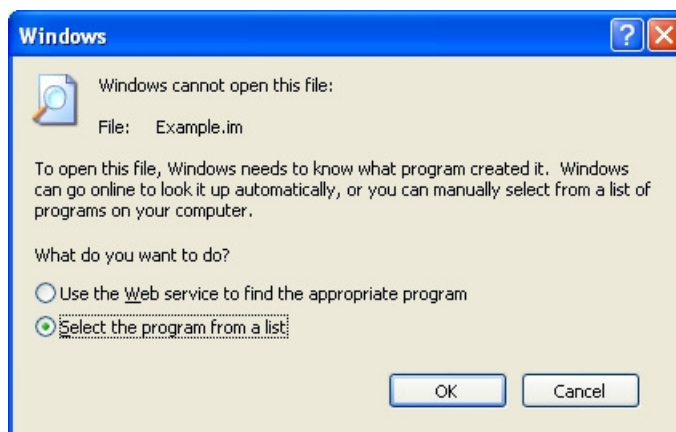 Windows
Windows cannot open this file:
File: Example.im
To open this file, Windows needs to know what program created it. Windows
can go online to look it up automatically, or you can manually select from a list of
programs on your computer.
What do you want to do?
Use the Web service to find the appropriate program
Select the program from a list
OK Cancel